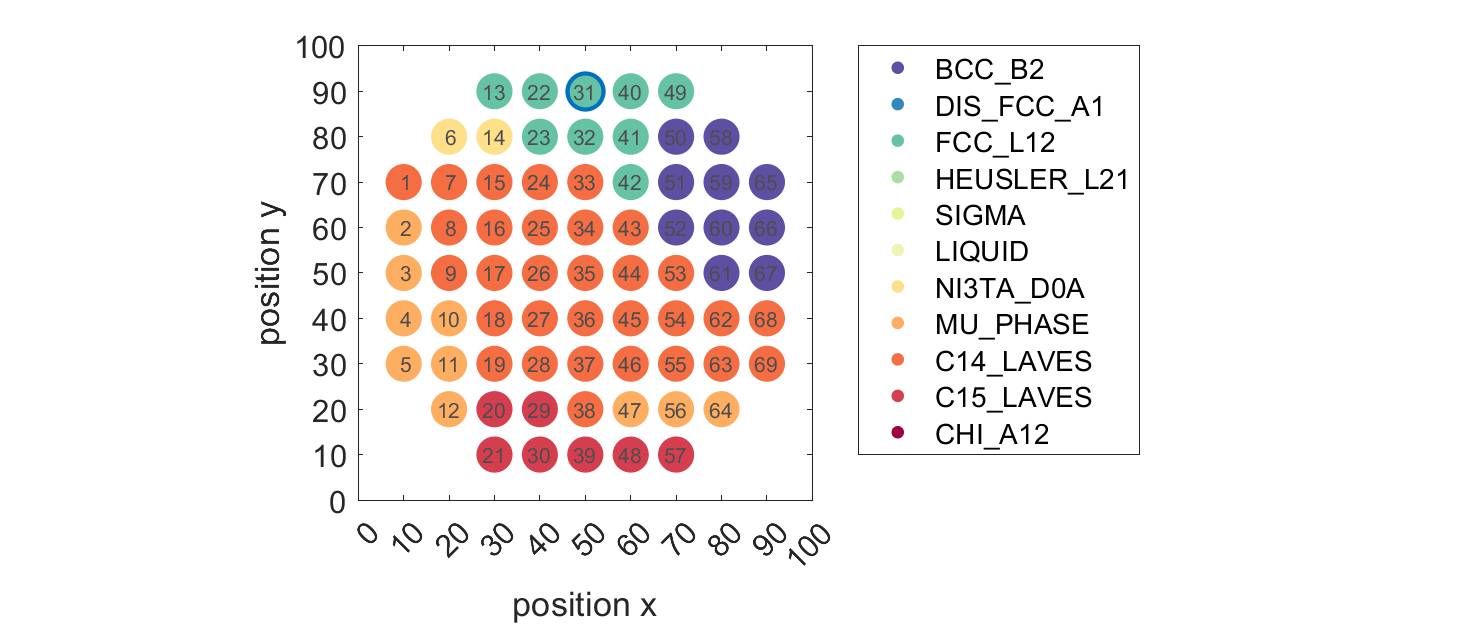 100
90 13 22 31 40 49
80 6 14 23 32 41 50 58
70 1 7 15 24 33 42 51 59 65
60 2 8 16 25 34 43 52 60 66
50 3 9 17 26 35 44 53 61 67
40 4 10 18 27 36 45 54 62 68
30 5 11 19 28 37 46 55 63 69
20 12 20 29 38 47 56 64
10 21 30 39 48 57
0
position y
0 10 20 30 40 50 60 70 80 90 100
position x
BCC_B2
DIS_FCC_A1
FCC_L12
HEUSLER_L21
SIGMA
LIQUID
NI3TA_D0A
MU_PHASE
C14_LAVES
C15_LAVES
CHI_A12